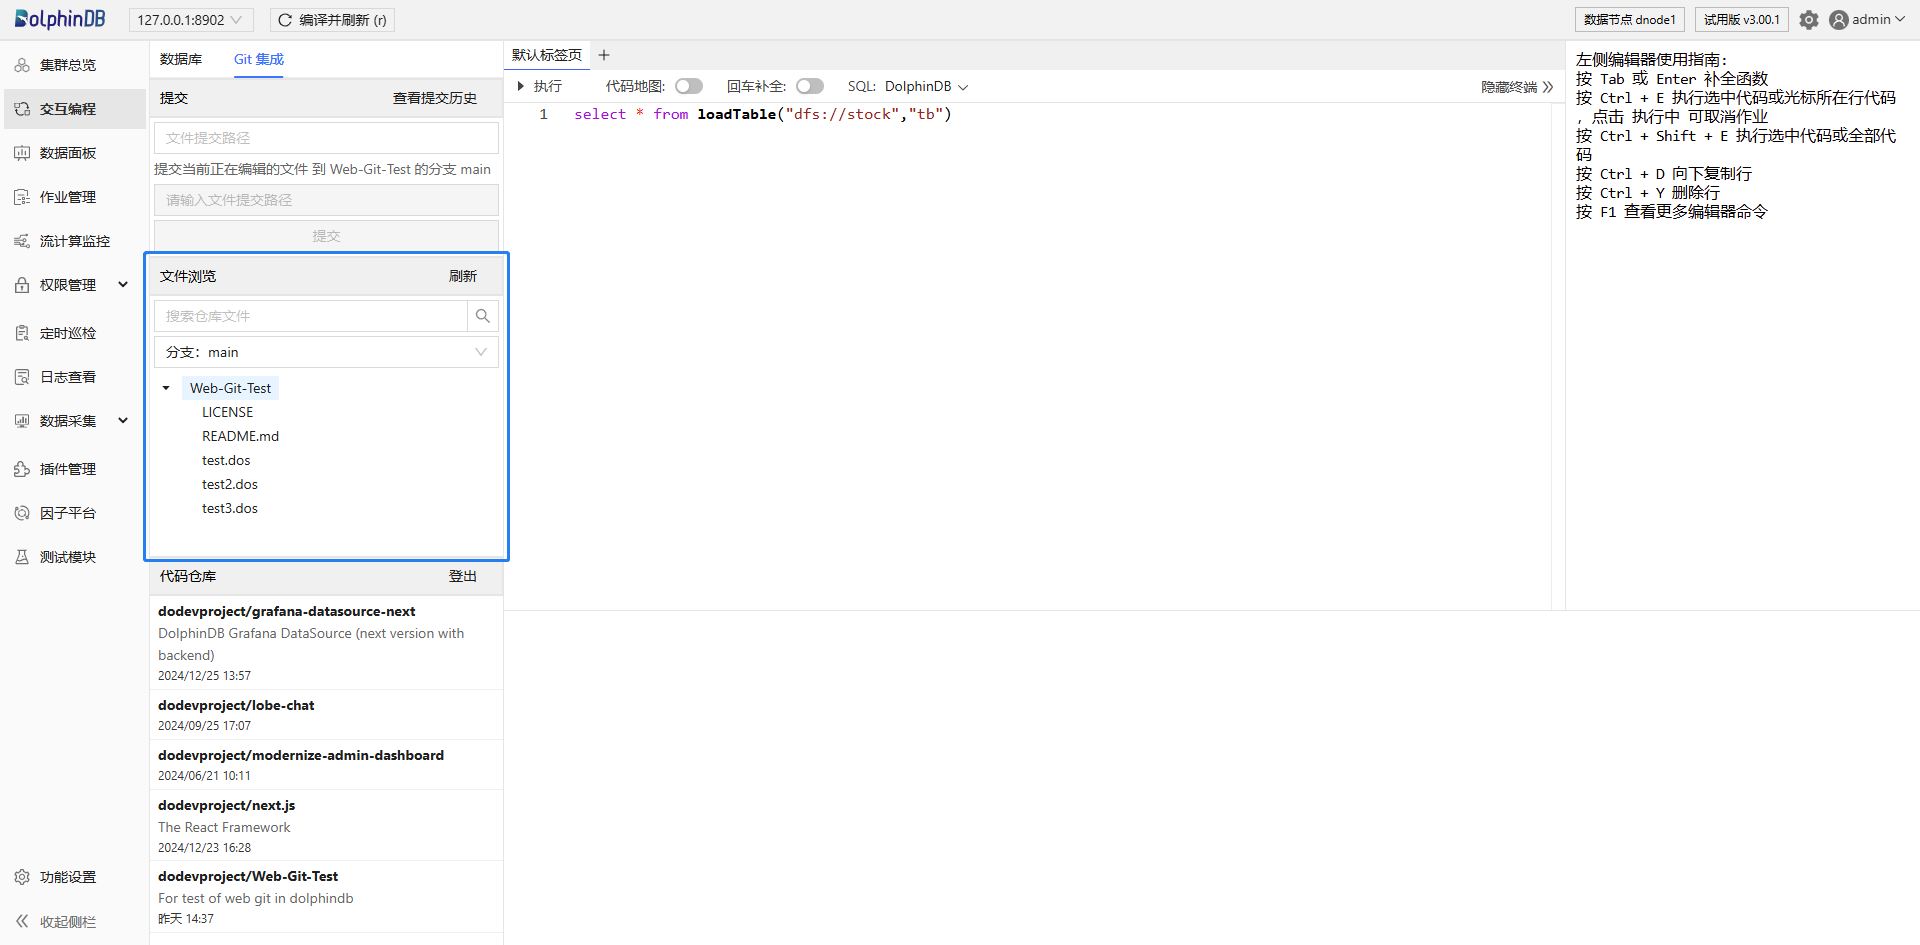 DolphinDB
127.0.0.1:8902
编译并刷新 (r)
数据节点 dnode1
试用版 v3.00.1
admin
集群总览
交互编程
数据面板
作业管理
流计算监控
权限管理
定时巡检
日志查看
数据采集
插件管理
因子平台
测试模块
功能设置
收起侧栏
数据库
Git 集成
提交
查看提交历史
文件提交路径
提交当前正在编辑的文件 到 Web-Git-Test 的分支 main
请输入文件提交路径
提交
文件浏览
刷新
搜索仓库文件
分支：main
Web-Git-Test
LICENSE
README.md
test.dos
test2.dos
test3.dos
代码仓库
登出
dodevproject/grafana-datasource-next
DolphinDB Grafana DataSource (next version with
backend)
2024/12/25 13:57
dodevproject/lobe-chat
2024/09/25 17:07
dodevproject/modernize-admin-dashboard
2024/06/21 10:11
dodevproject/next.js
The React Framework
2024/12/23 16:28
dodevproject/Web-Git-Test
For test of web git in dolphindb
昨天 14:37
默认标签页
执行
代码地图:
回车补全:
SQL: DolphinDB
隐藏终端
1 select * from loadTable("dfs://stock","tb")
左侧编辑器使用指南:
按 Tab 或 Enter 补全函数
按 Ctrl + E 执行选中代码或光标所在行代码
, 点击 执行中 可取消作业
按 Ctrl + Shift + E 执行选中代码或全部代
码
按 Ctrl + D 向下复制行
按 Ctrl + Y 删除行
按 F1 查看更多编辑器命令